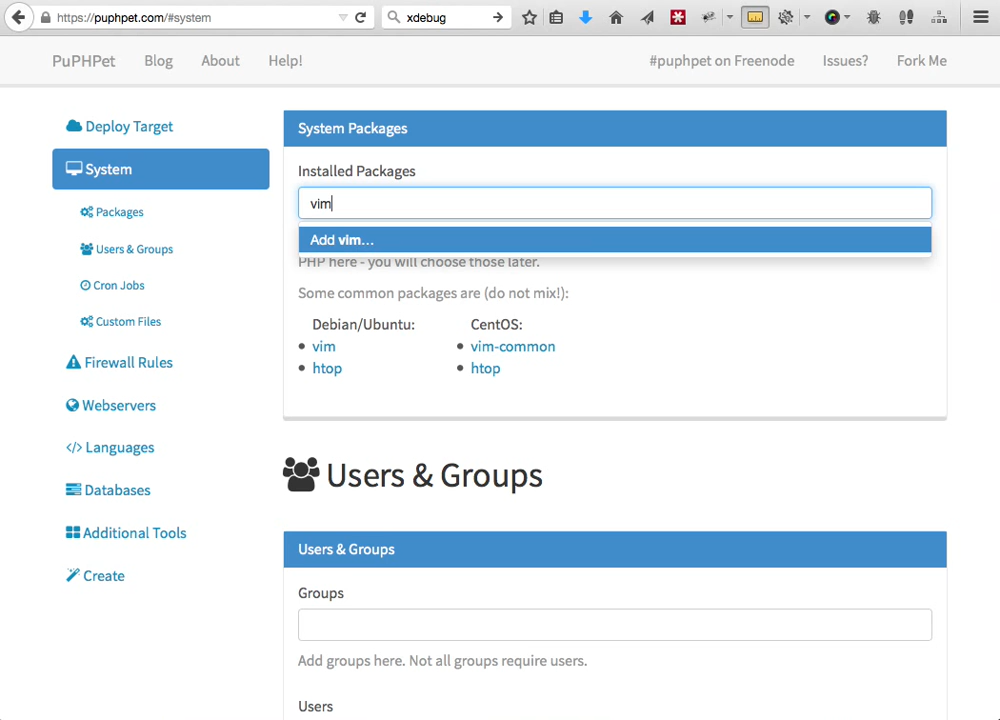 https://puphpet.com/#system
xdebug
PuPHPet Blog About Help! #puphpet on Freenode Issues? Fork Me
Deploy Target
System
Packages
Users & Groups
Cron Jobs
Custom Files
Firewall Rules
Webservers
Languages
Databases
Additional Tools
Create
System Packages
Installed Packages
vim
Add vim...
PHP here - you will choose those later.
Some common packages are (do not mix!):
Debian/Ubuntu:
vim
htop
CentOS:
vim-common
htop
Users & Groups
Users & Groups
Groups
Add groups here. Not all groups require users.
Users